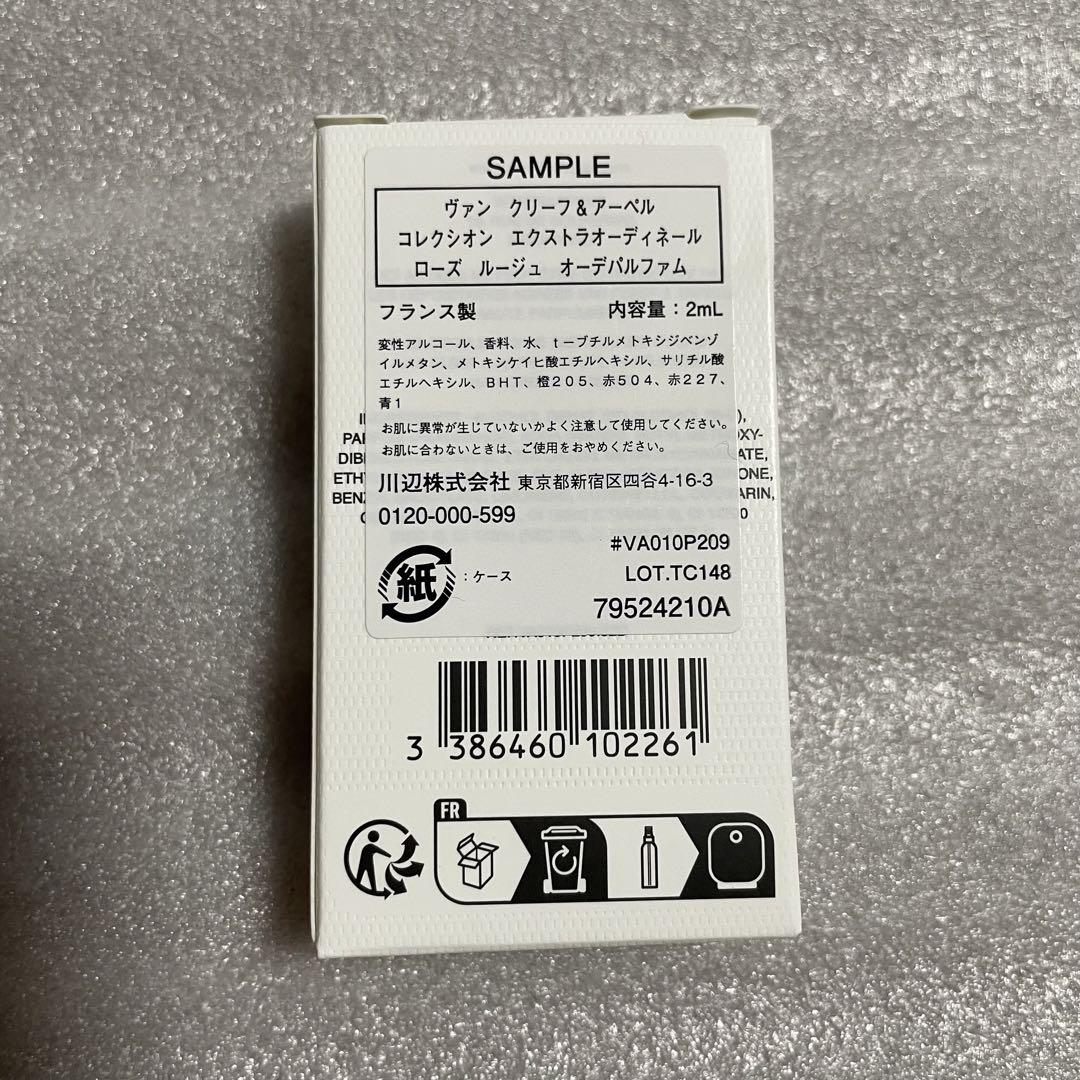 SAMPLE
ヴァン クリーフ&アーペル
コレクシオン エクストラオーディネール
ローズ ルージュ オーデパルファム
フランス製 内容量:2mL
変性アルコール、香料、水、t-ブチルメトキシジベンゾ
イルメタン、メトキシケイヒ酸エチルヘキシル、サリチル酸
エチルヘキシル、BHT、橙205、赤504、赤227、
青1
お肌に異常が生じていないかよく注意して使用してください。
お肌に合わないときは、ご使用をおやめください。
川辺株式会社 東京都新宿区四谷4-16-3
0120-000-599
#VA010P209
紙:ケース
LOT.TC148
79524210A
3 386460 102261
FR